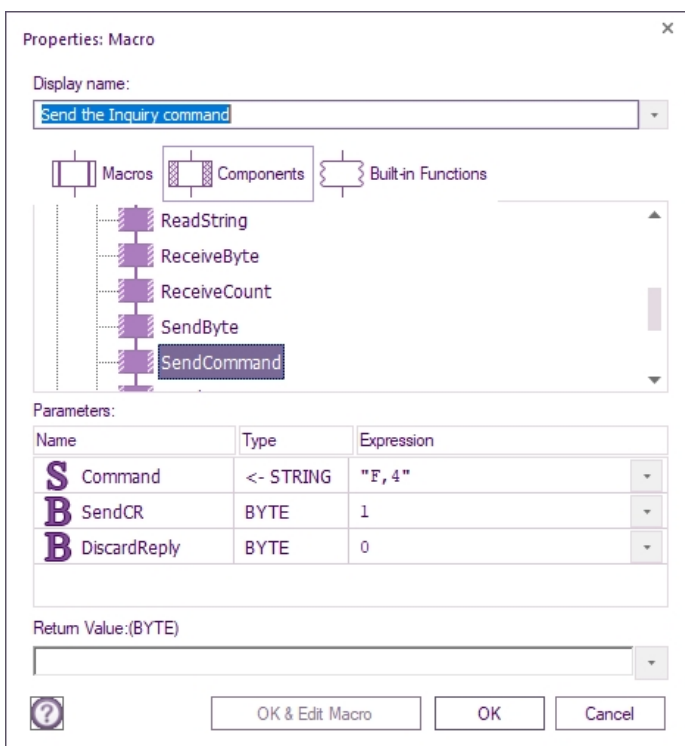 Properties: Macro
Display name:
Send the Inquiry command
Macros Components Built-in Functions
ReadString
ReceiveByte
ReceiveCount
SendByte
SendCommand
Parameters:
Name Type Expression
S Command <- STRING "F,4"
B SendCR BYTE 1
B DiscardReply BYTE 0
Return Value:(BYTE)
? OK & Edit Macro OK Cancel